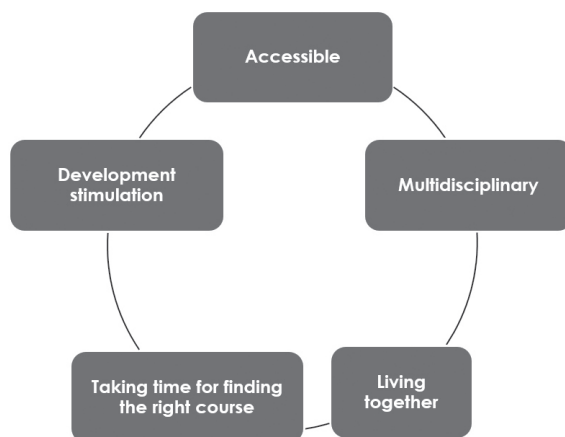 Accessible
Development
stimulation
Multidisciplinary
Taking time for finding
the right course
Living
together